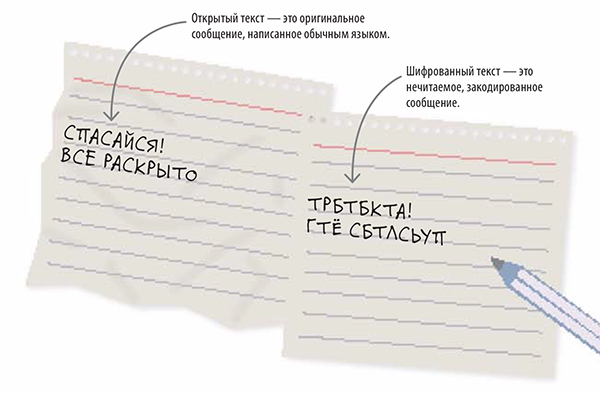 Открытый текст — это оригинальное
сообщение, написанное обычным языком.
Шифрованный текст — это
нечитаемое, закодированное
сообщение.
СПАСАЙСЯ!
ВСЕ РАСКРЫТО
ТРБТБКТА!
ГТЁ СБТЛСЬУП